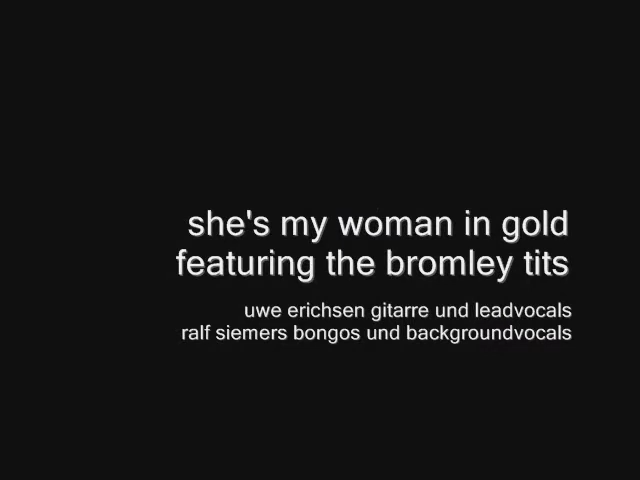 she's my woman in gold
featuring the bromley tits
uwe erichsen gitarre und leadvocals
ralf siemers bongos und backgroundvocals